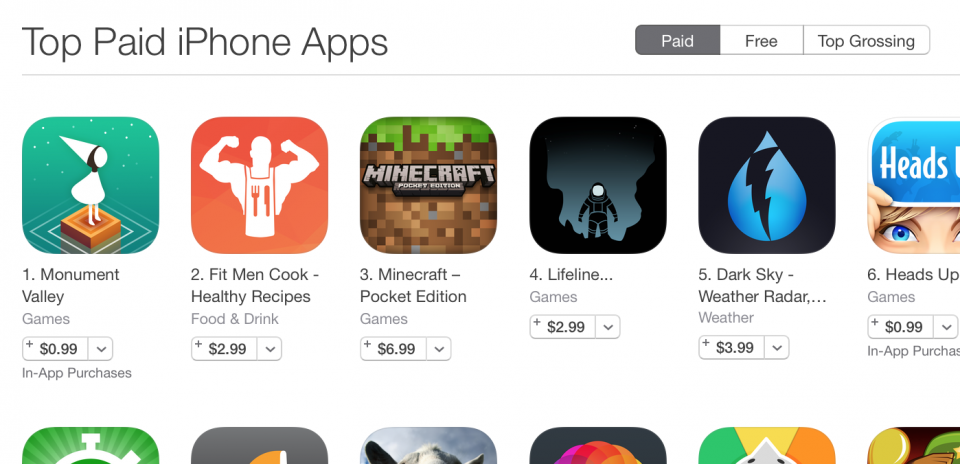 Top Paid iPhone Apps
Paid
Free
Top Grossing
MINECRAFT
POCKET EDITION
Heads U
1. Monument
Valley
Games
+ $0.99
In-App Purchases
2. Fit Men Cook -
Healthy Recipes
Food & Drink
+ $2.99
3. Minecraft –
Pocket Edition
Games
+ $6.99
4. Lifeline...
Games
+ $2.99
5. Dark Sky -
Weather Radar,...
Weather
+ $3.99
6. Heads Up
Games
+ $0.99
In-App Purchas